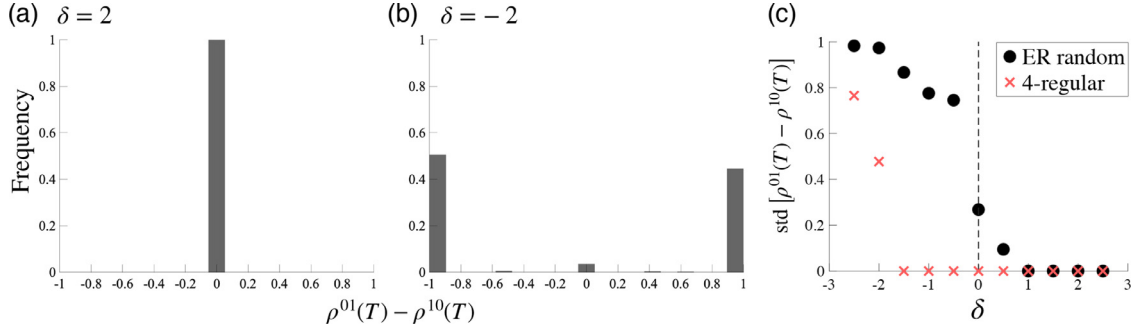 (a) δ = 2
Frequency
1
0.8
0.6
0.4
0.2
0
-1 -0.8 -0.6 -0.4 -0.2 0 0.2 0.4 0.6 0.8 1
(b) δ = − 2
1
0.8
0.6
0.4
0.2
0
-1 -0.8 -0.6 -0.4 -0.2 0 0.2 0.4 0.6 0.8 1
ρ⁰¹(T) − ρ¹⁰(T)
(c)
std [ρ⁰¹(T) − ρ¹⁰(T)]
1
0.8
0.6
0.4
0.2
0
-3 -2 -1 0 1 2 3
δ
ER random
4-regular